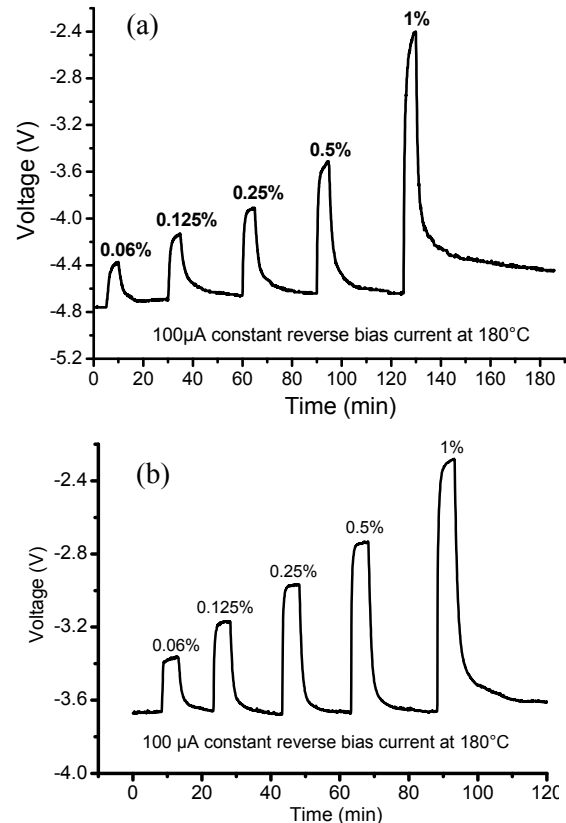 (a)
1%
-2.4
-2.8
-3.2
-3.6
-4.0
-4.4
-4.8
-5.2
Voltage (V)
0.5%
0.25%
0.125%
0.06%
100µA constant reverse bias current at 180°C
0 20 40 60 80 100 120 140 160 180
Time (min)
(b)
1%
-2.4
-2.8
-3.2
-3.6
-4.0
Voltage (V)
0.5%
0.25%
0.125%
0.06%
100 µA constant reverse bias current at 180°C
0 20 40 60 80 100 120
Time (min)